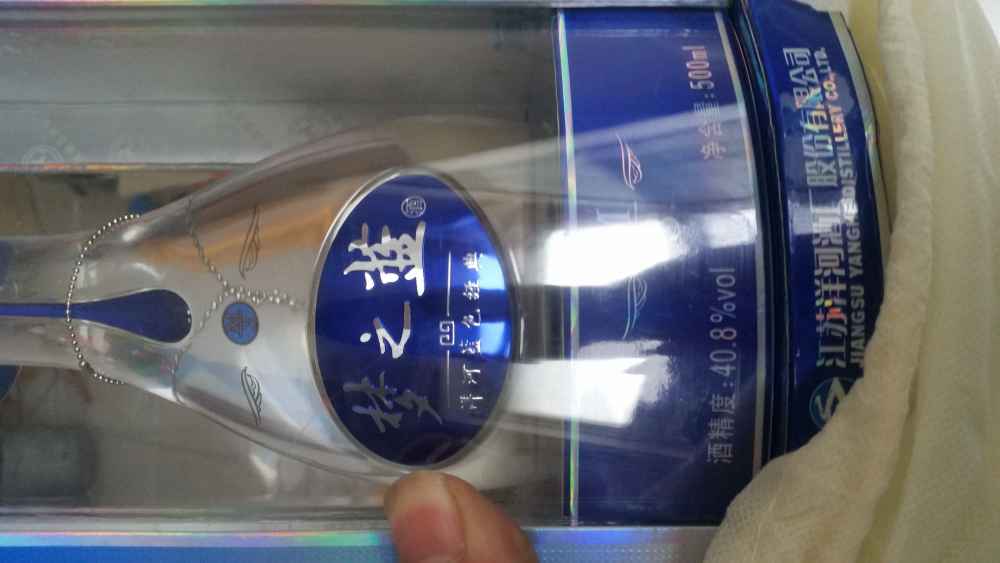 梦之蓝
洋河蓝色经典
净含量:500ml
酒精度:40.8%vol
江苏洋河酒厂股份有限公司
JIANGSU YANGHE DISTILLERY CO.,LTD.